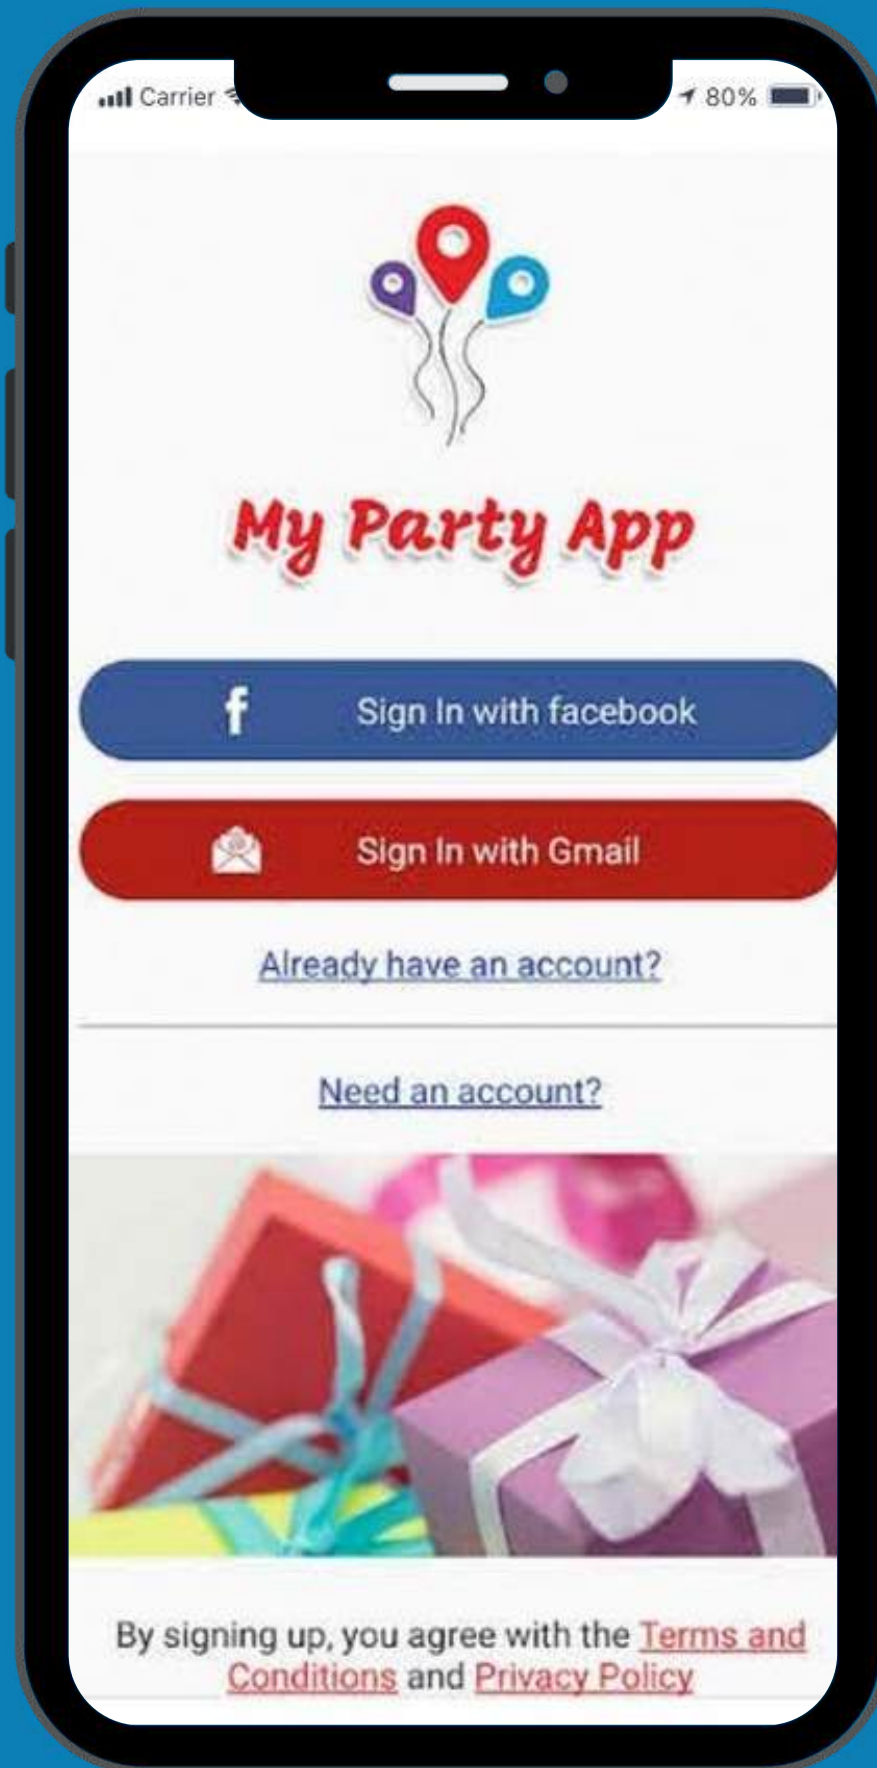 Carrier
80%
My Party App
f
Sign In with facebook
Sign In with Gmail
Already have an account?
Need an account?
By signing up, you agree with the Terms and
Conditions and Privacy Policy